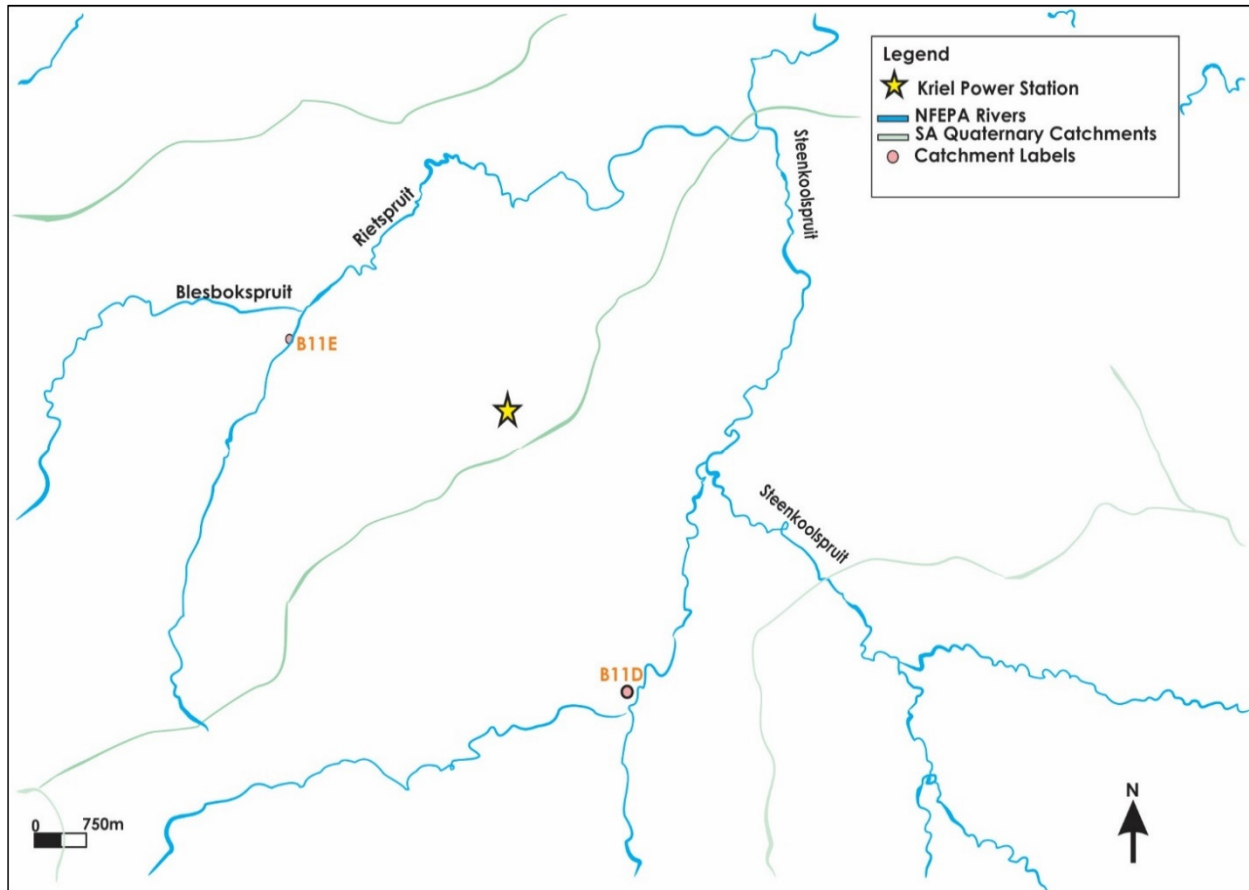 Legend
Kriel Power Station
NFEPA Rivers
SA Quaternary Catchments
Catchment Labels
Steenkoolspruit
Rietspruit
Blesbokspruit
B11E
Steenkoolspruit
B11D
N
0 750m